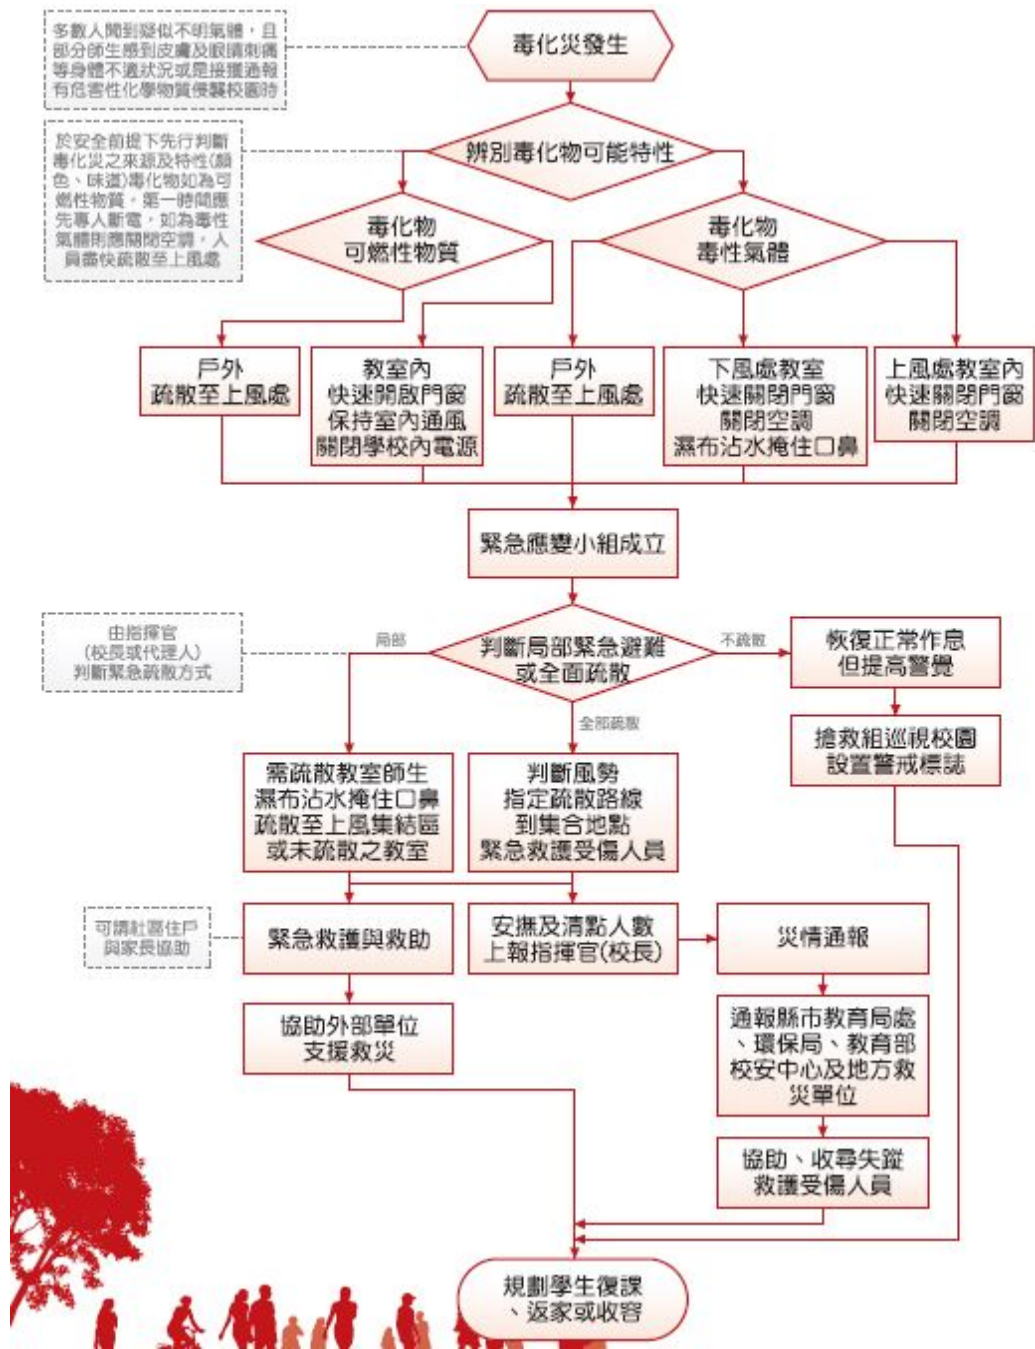 多數人聞到疑似不明氣體，且
部分師生感到皮膚及眼睛刺痛
等身體不適狀況或是接獲通報
有危害性化學物質侵襲校園時
毒化災發生
於安全前提下先行判斷
毒化災之來源及特性(顏
色、味道)毒化物如為可
燃性物質，第一時間應
先專人斷電，如為毒性
氣體則應關閉空調，人
員盡快疏散至上風處
辨別毒化物可能特性
毒化物
可燃性物質
毒化物
毒性氣體
戶外
疏散至上風處
教室內
快速開啟門窗
保持室內通風
關閉學校內電源
戶外
疏散至上風處
下風處教室
快速關閉門窗
關閉空調
濕布沾水掩住口鼻
上風處教室內
快速關閉門窗
關閉空調
緊急應變小組成立
由指揮官
(校長或代理人)
判斷緊急疏散方式
局部
判斷局部緊急避難
或全面疏散
不疏散
恢復正常作息
但提高警覺
全部疏散
搶救組巡視校園
設置警戒標誌
需疏散教室師生
濕布沾水掩住口鼻
疏散至上風集結區
或未疏散之教室
判斷風勢
指定疏散路線
到集合地點
緊急救護受傷人員
可請社區住戶
與家長協助
緊急救護與救助
安撫及清點人數
上報指揮官(校長)
災情通報
協助外部單位
支援救災
通報縣市教育局處
、環保局、教育部
校安中心及地方救
災單位
協助、收尋失蹤
救護受傷人員
規劃學生復課
、返家或收容